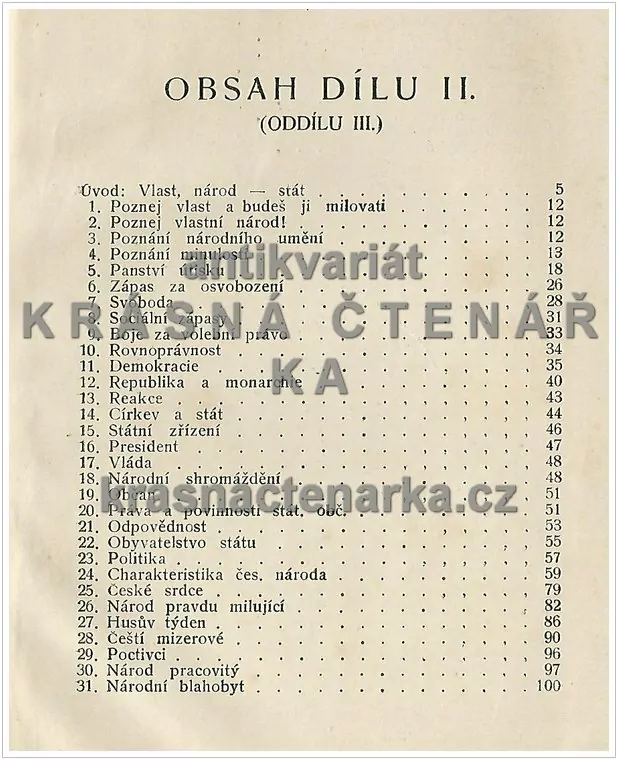 OBSAH DÍLU II.
(ODDÍLU III.)
Úvod: Vlast, národ — stát . . . . . . . . . . . 5
1. Poznej vlast a budeš ji milovati . . . . . . . 12
2. Poznej vlastní národ! . . . . . . . . . . . . 12
3. Poznání národního umění . . . . . . . . . . 12
4. Poznání minulosti . . . . . . . . . . . . . 13
antikvariát
5. Panství útisku . . . . . . . . . . . . . . 18
6. Zápas za osvobození . . . . . . . . . . . 26
7. Svoboda . . . . . . . . . . . . . . . . 28
KRÁSNÁ ČTENÁŘ
8. Sociální zápasy . . . . . . . . . . . . . 31
9. Boje za volební právo . . . . . . . . . . . 33
10. Rovnoprávnost . . . . . . . . . . . . . 34
11. Demokracie . . . . . . . . . . . . . . 35
KA
12. Republika a monarchie . . . . . . . . . . 40
13. Reakce . . . . . . . . . . . . . . . . 43
14. Církev a stát . . . . . . . . . . . . . . 44
15. Státní zřízení . . . . . . . . . . . . . . 46
16. President . . . . . . . . . . . . . . . 47
17. Vláda . . . . . . . . . . . . . . . . . 48
18. Národní shromáždění . . . . . . . . . . . 48
krasnactenarka.cz
19. Občan . . . . . . . . . . . . . . . . 51
20. Práva a povinnosti stát. obč. . . . . . . . . 51
21. Odpovědnost . . . . . . . . . . . . . . 53
22. Obyvatelstvo státu . . . . . . . . . . . . 55
23. Politika . . . . . . . . . . . . . . . . 57
24. Charakteristika čes. národa . . . . . . . . . 59
25. České srdce . . . . . . . . . . . . . . 79
26. Národ pravdu milující . . . . . . . . . . . 82
27. Husův týden . . . . . . . . . . . . . . 86
28. Čeští mizerové . . . . . . . . . . . . . 90
29. Poctivci . . . . . . . . . . . . . . . . 96
30. Národ pracovitý . . . . . . . . . . . . . 97
31. Národní blahobyt . . . . . . . . . . . . . 100